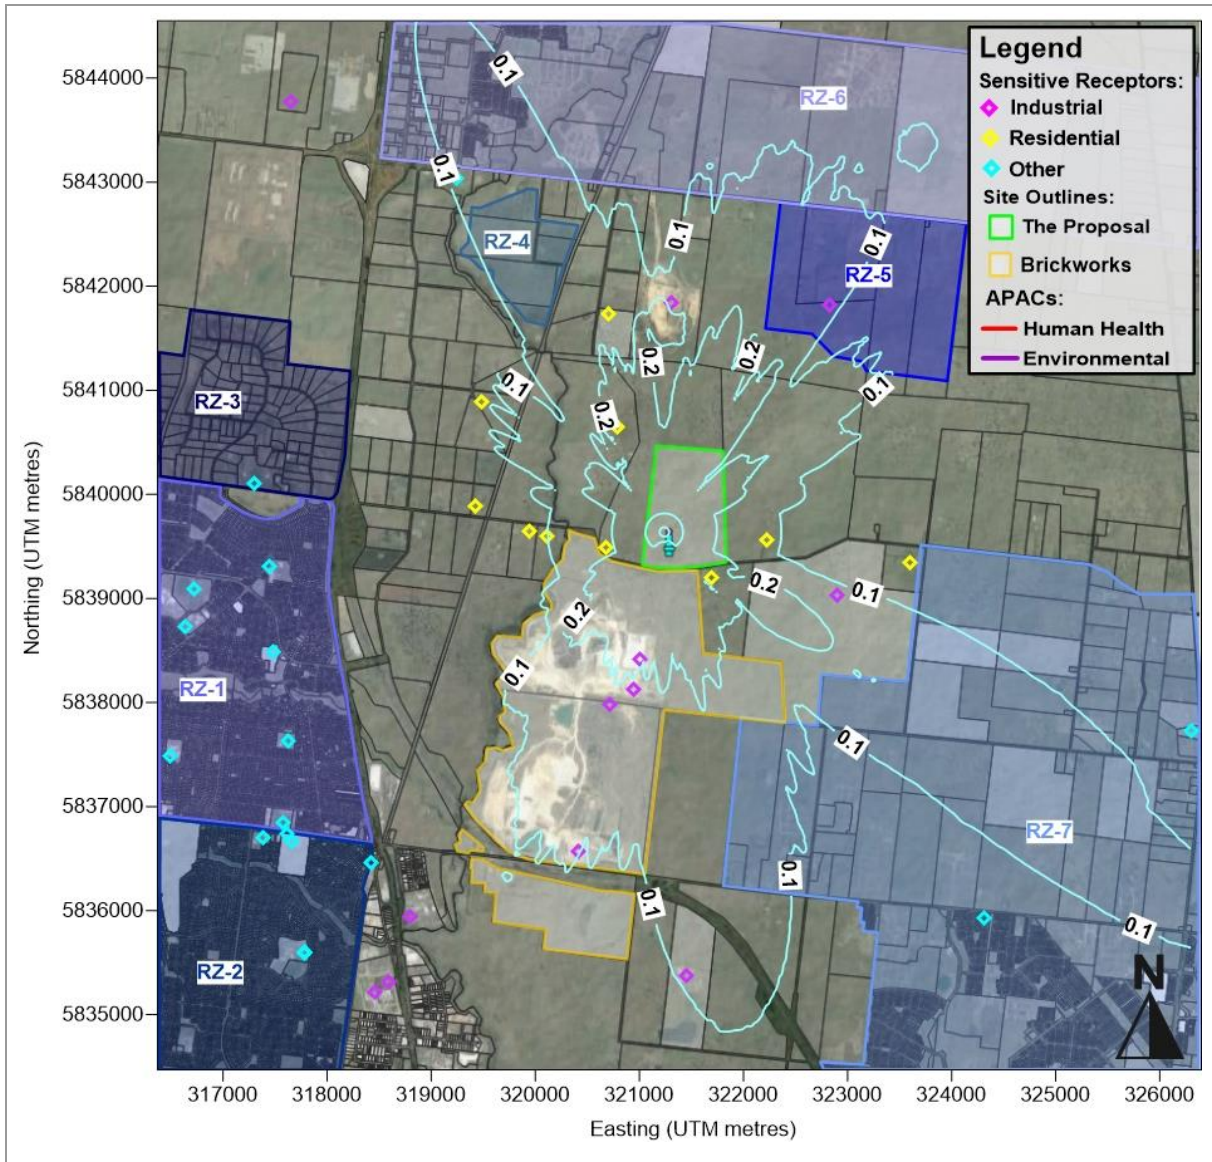 Legend
Sensitive Receptors:
Industrial
Residential
Other
Site Outlines:
The Proposal
Brickworks
APACs:
Human Health
Environmental
5844000
5843000
5842000
5841000
5840000
5839000
5838000
5837000
5836000
5835000
Northing (UTM metres)
0.1
RZ-6
0.1
RZ-4
0.1
0.1
RZ-5
0.2
0.2
0.1
0.1
RZ-3
0.2
0.2
0.1
0.2
0.1
RZ-1
0.1
RZ-7
0.1
0.1
0.1
RZ-2
N
317000 318000 319000 320000 321000 322000 323000 324000 325000 326000
Easting (UTM metres)